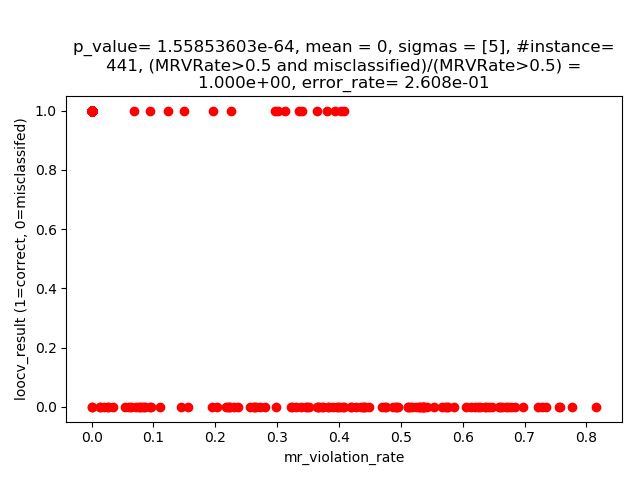 p_value= 1.55853603e-64, mean = 0, sigmas = [5], #instance=
441, (MRVRate>0.5 and misclassified)/(MRVRate>0.5) =
1.000e+00, error_rate= 2.608e-01
1.0
0.8
0.6
0.4
0.2
0.0
loocv_result (1=correct, 0=misclassifed)
0.0 0.1 0.2 0.3 0.4 0.5 0.6 0.7 0.8
mr_violation_rate